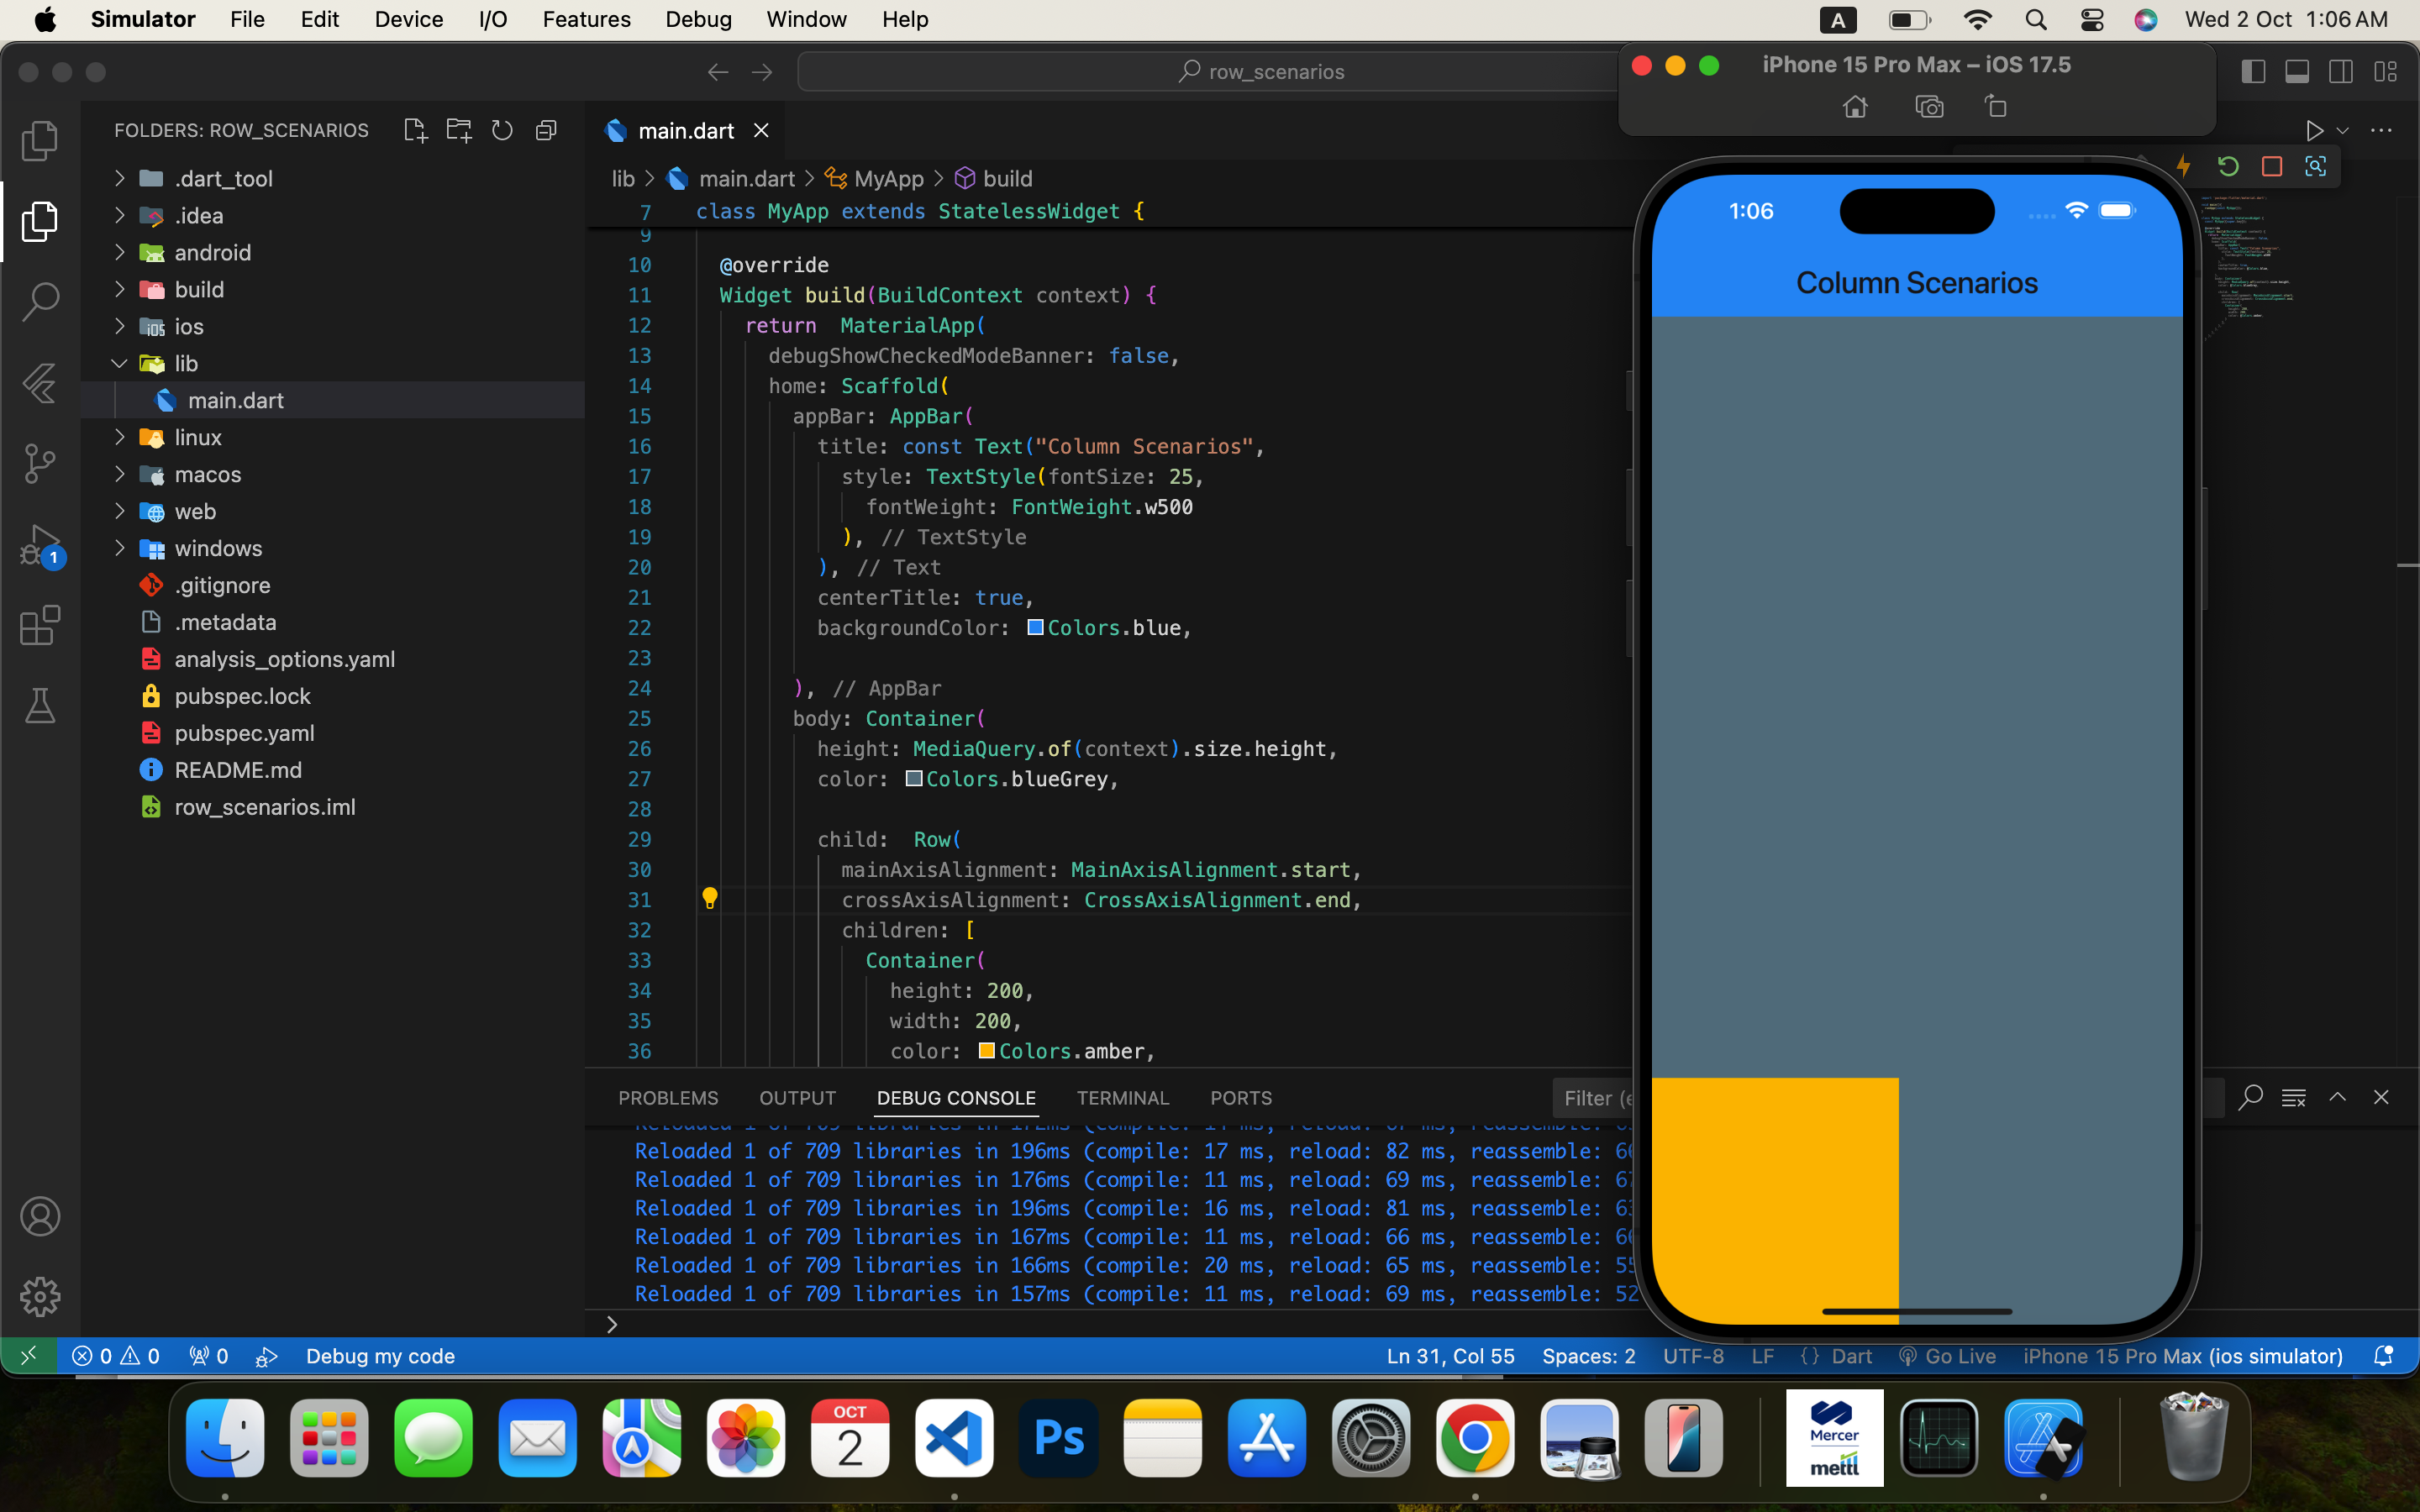 Simulator File Edit Device I/O Features Debug Window Help
A Wed 2 Oct 1:06 AM
row_scenarios
iPhone 15 Pro Max – iOS 17.5
FOLDERS: ROW_SCENARIOS
.dart_tool
.idea
android
build
iOS ios
lib
main.dart
linux
macos
web
windows
.gitignore
.metadata
analysis_options.yaml
pubspec.lock
pubspec.yaml
README.md
row_scenarios.iml
1
main.dart
lib > main.dart > MyApp > build
7 class MyApp extends StatelessWidget {
9
10 @override
11 Widget build(BuildContext context) {
12 return  MaterialApp(
13 debugShowCheckedModeBanner: false,
14 home: Scaffold(
15 appBar: AppBar(
16 title: const Text("Column Scenarios",
17 style: TextStyle(fontSize: 25,
18 fontWeight: FontWeight.w500
19 ), // TextStyle
20 ), // Text
21 centerTitle: true,
22 backgroundColor: Colors.blue,
23
24 ), // AppBar
25 body: Container(
26 height: MediaQuery.of(context).size.height,
27 color: Colors.blueGrey,
28
29 child:  Row(
30 mainAxisAlignment: MainAxisAlignment.start,
31 crossAxisAlignment: CrossAxisAlignment.end,
32 children: [
33 Container(
34 height: 200,
35 width: 200,
36 color: Colors.amber,
1:06
Column Scenarios
PROBLEMS OUTPUT DEBUG CONSOLE TERMINAL PORTS
Filter (e
Reloaded 1 of 709 libraries in 196ms (compile: 17 ms, reload: 82 ms, reassemble:
Reloaded 1 of 709 libraries in 176ms (compile: 11 ms, reload: 69 ms, reassemble:
Reloaded 1 of 709 libraries in 196ms (compile: 16 ms, reload: 81 ms, reassemble:
Reloaded 1 of 709 libraries in 167ms (compile: 11 ms, reload: 66 ms, reassemble:
Reloaded 1 of 709 libraries in 166ms (compile: 20 ms, reload: 65 ms, reassemble:
Reloaded 1 of 709 libraries in 157ms (compile: 11 ms, reload: 69 ms, reassemble: 52
0 0 0 Debug my code
Ln 31, Col 55 Spaces: 2 UTF-8 LF {} Dart Go Live iPhone 15 Pro Max (ios simulator)
OCT
2
Ps
Mercer
mettl